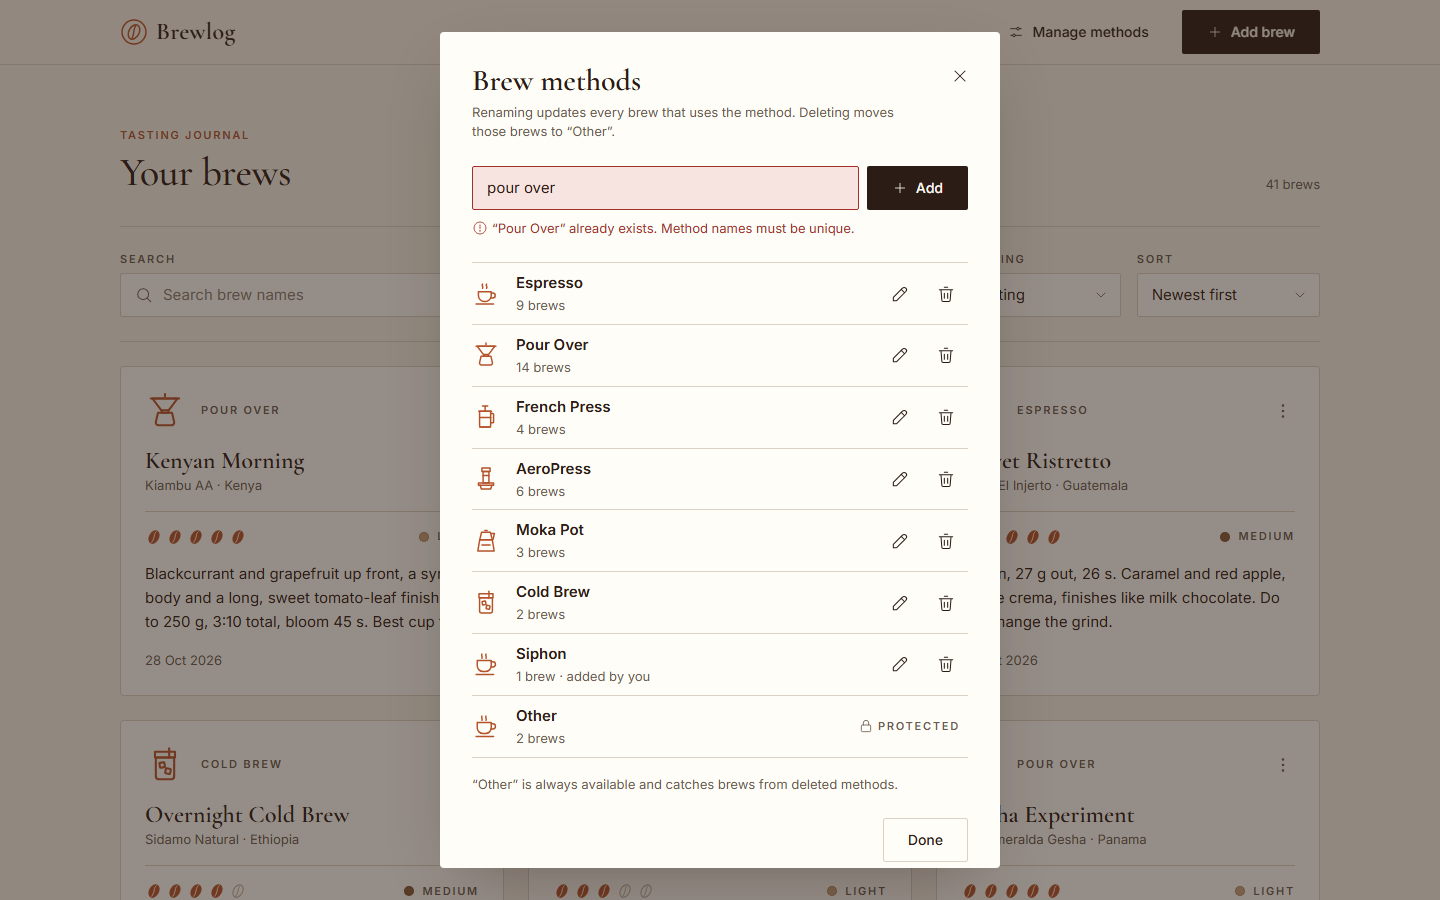 Brewlog
Manage methods
Add brew
TASTING JOURNAL
Your brews
41 brews
SEARCH
Search brew names
SORT
Newest first
Brew methods
Renaming updates every brew that uses the method. Deleting moves
those brews to “Other”.
pour over
Add
“Pour Over” already exists. Method names must be unique.
Espresso
9 brews
Pour Over
14 brews
French Press
4 brews
AeroPress
6 brews
Moka Pot
3 brews
Cold Brew
2 brews
Siphon
1 brew · added by you
Other
2 brews
PROTECTED
“Other” is always available and catches brews from deleted methods.
Done
POUR OVER
Kenyan Morning
Kiambu AA · Kenya
Blackcurrant and grapefruit up front, a
body and a long, sweet tomato-leaf finish
to 250 g, 3:10 total, bloom 45 s. Best cup
28 Oct 2026
ESPRESSO
Ristretto
El Injerto · Guatemala
MEDIUM
27 g out, 26 s. Caramel and red apple,
crema, finishes like milk chocolate. Do
the grind.
2026
COLD BREW
Overnight Cold Brew
Sidamo Natural · Ethiopia
MEDIUM
LIGHT
POUR OVER
Experiment
Gesha · Panama
LIGHT